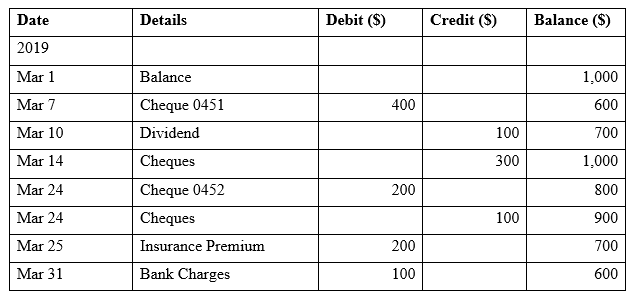 Date Details Debit ($) Credit ($) Balance ($)
2019
Mar 1 Balance 1,000
Mar 7 Cheque 0451 400 600
Mar 10 Dividend 100 700
Mar 14 Cheques 300 1,000
Mar 24 Cheque 0452 200 800
Mar 24 Cheques 100 900
Mar 25 Insurance Premium 200 700
Mar 31 Bank Charges 100 600